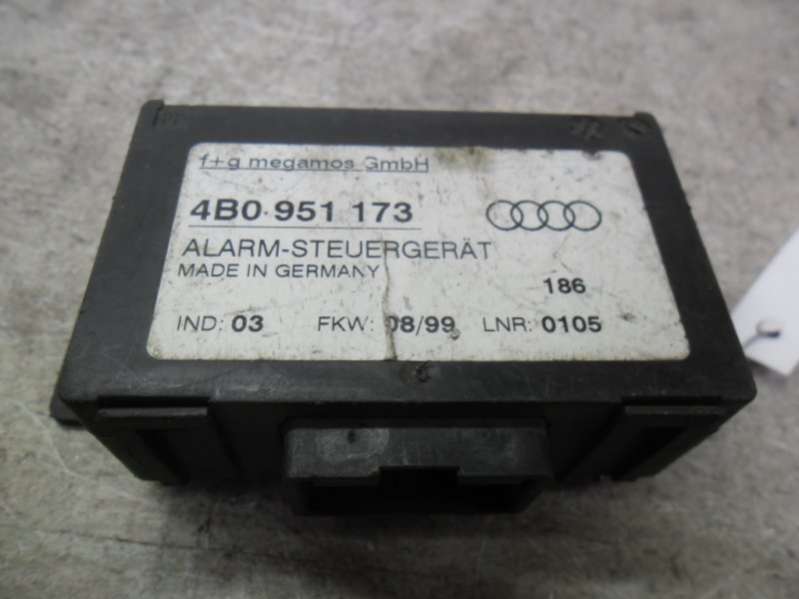 f+g megamos GmbH
4B0 951 173
ALARM-STEUERGERÄT
MADE IN GERMANY
186
IND: 03 FKW: 08/99 LNR: 0105